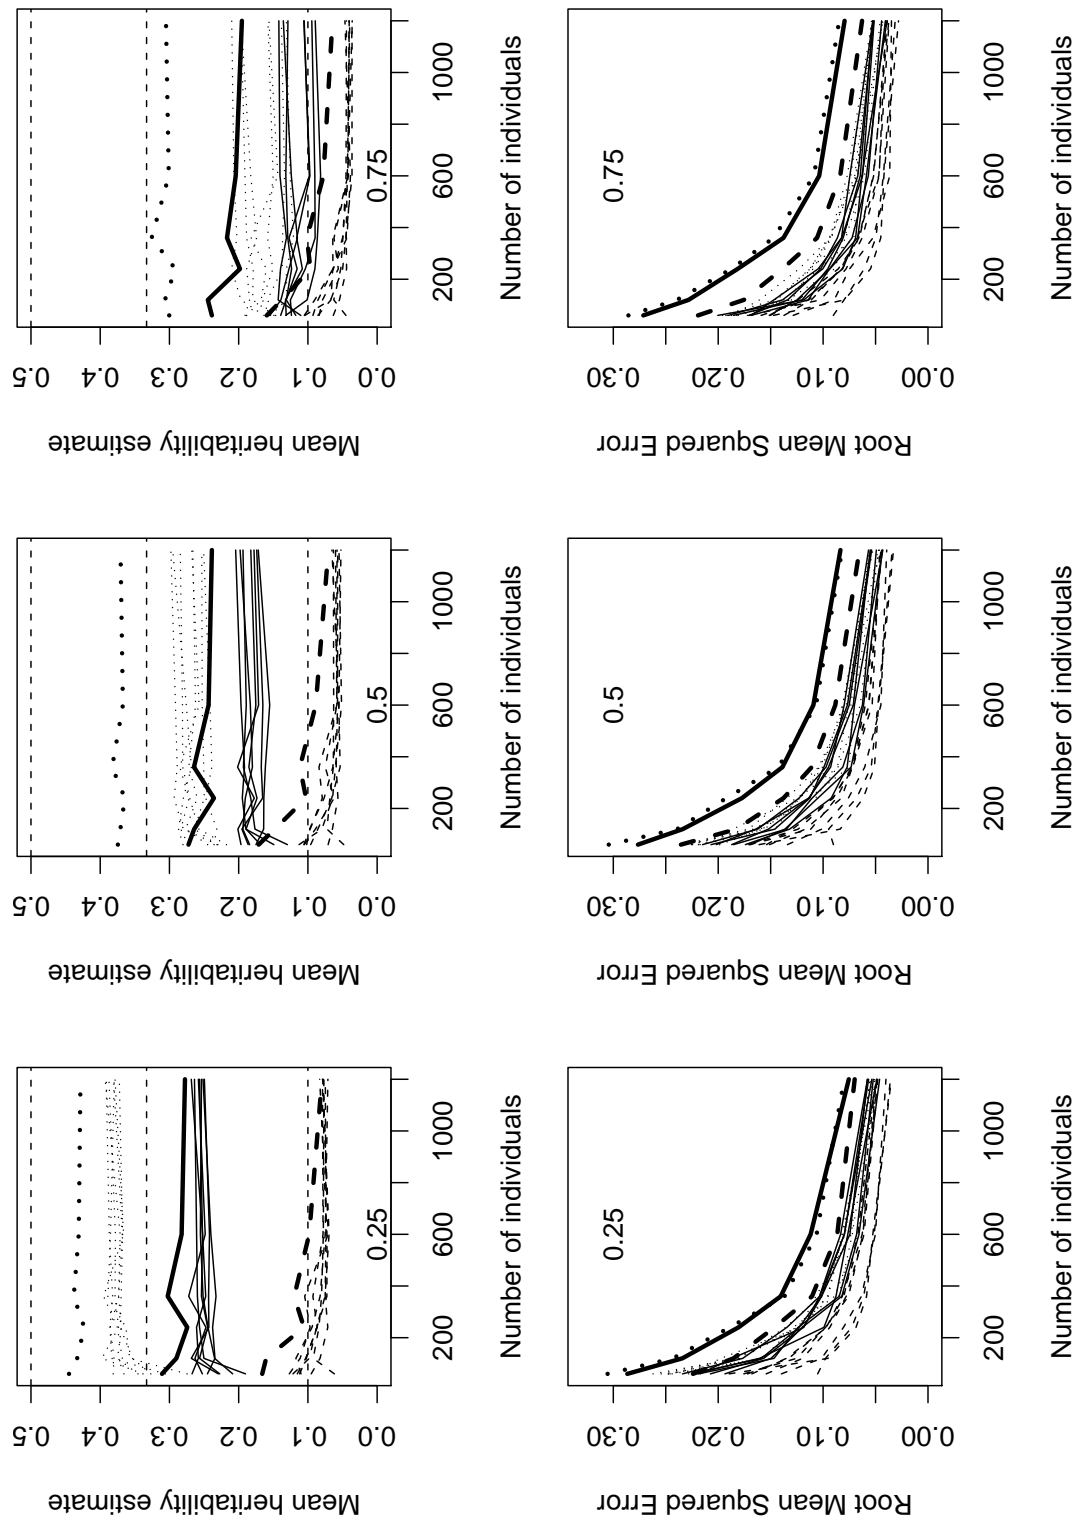 0.75
0.0 0.1 0.2 0.3 0.4 0.5
Mean heritability estimate
200 600 1000
Number of individuals
0.75
0.00 0.10 0.20 0.30
Root Mean Squared Error
200 600 1000
Number of individuals
0.5
0.0 0.1 0.2 0.3 0.4 0.5
Mean heritability estimate
200 600 1000
Number of individuals
0.5
0.00 0.10 0.20 0.30
Root Mean Squared Error
200 600 1000
Number of individuals
0.25
0.0 0.1 0.2 0.3 0.4 0.5
Mean heritability estimate
200 600 1000
Number of individuals
0.25
0.00 0.10 0.20 0.30
Root Mean Squared Error
200 600 1000
Number of individuals